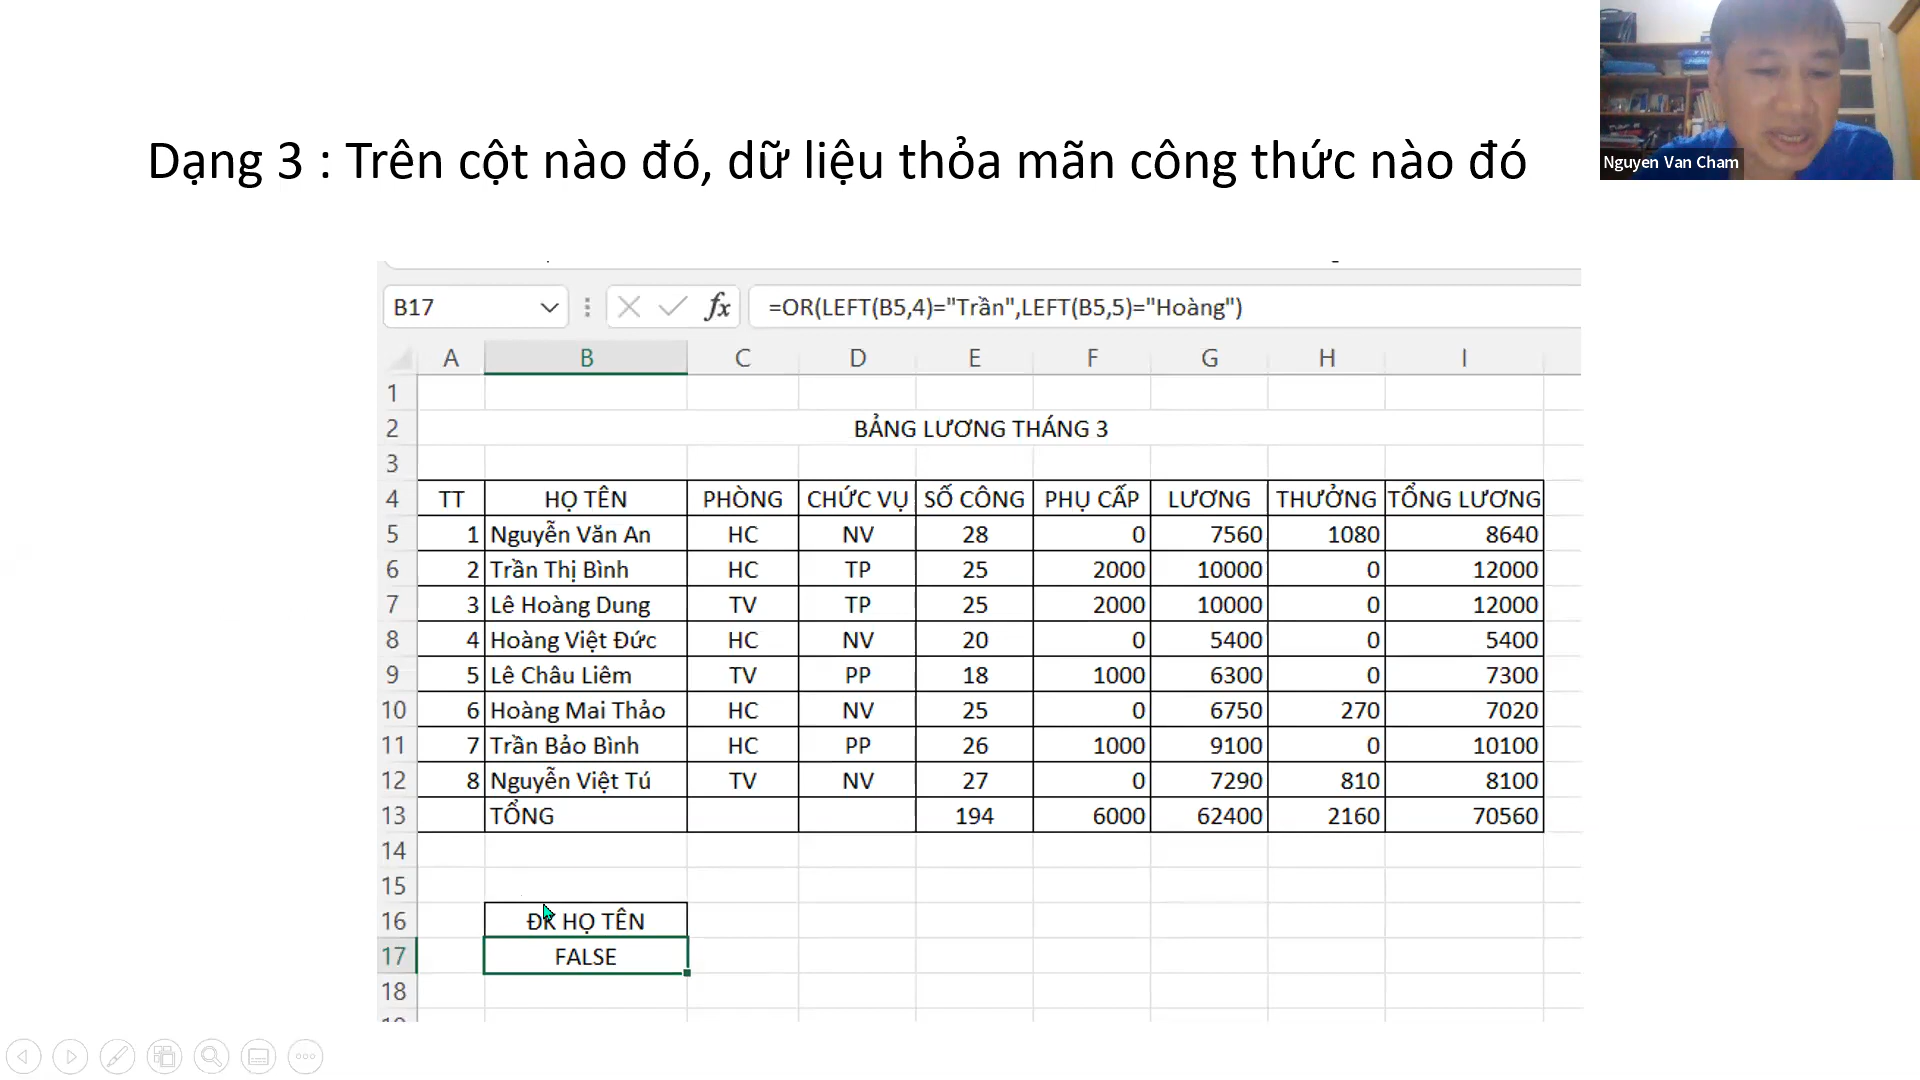 Nguyen Van Cham
Dạng 3 : Trên cột nào đó, dữ liệu thỏa mãn công thức nào đó
B17 fx =OR(LEFT(B5,4)="Trần",LEFT(B5,5)="Hoàng")
A B C D E F G H I
1
2 BẢNG LƯƠNG THÁNG 3
3
4 TT HỌ TÊN PHÒNG CHỨC VỤ SỐ CÔNG PHỤ CẤP LƯƠNG THƯỞNG TỔNG LƯƠNG
5 1 Nguyễn Văn An HC NV 28 0 7560 1080 8640
6 2 Trần Thị Bình HC TP 25 2000 10000 0 12000
7 3 Lê Hoàng Dung TV TP 25 2000 10000 0 12000
8 4 Hoàng Việt Đức HC NV 20 0 5400 0 5400
9 5 Lê Châu Liêm TV PP 18 1000 6300 0 7300
10 6 Hoàng Mai Thảo HC NV 25 0 6750 270 7020
11 7 Trần Bảo Bình HC PP 26 1000 9100 0 10100
12 8 Nguyễn Việt Tú TV NV 27 0 7290 810 8100
13 TỔNG 194 6000 62400 2160 70560
14
15
16 ĐK HỌ TÊN
17 FALSE
18